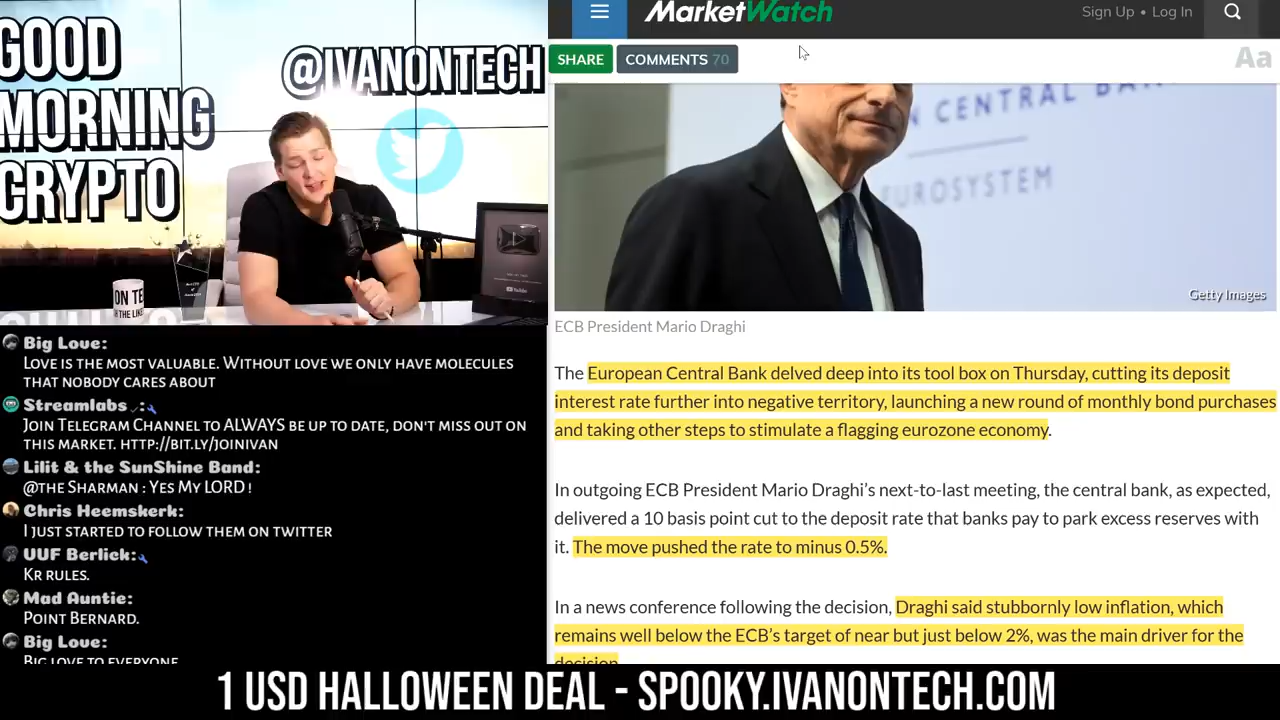 GOOD
MORNING
CRYPTO
@IVANONTECH
ON TE
YouTube
Big Love:
Love is the most valuable. Without love we only have molecules
that nobody cares about
Streamlabs :
Join Telegram Channel to ALWAYS be up to date, don't miss out on
this market. http://bit.ly/joinivan
Lilit & the SunShine Band:
@the Sharman : Yes My LORD !
Chris Heemskerk:
I just started to follow them on twitter
UUF Berlick:
Kr rules.
Mad Auntie:
Point Bernard.
Big Love:
Big love to everyone
MarketWatch
Sign Up • Log In
SHARE
COMMENTS 70
Aa
N CENTRAL BA
EUROSYSTEM
Getty Images
ECB President Mario Draghi
The European Central Bank delved deep into its tool box on Thursday, cutting its deposit
interest rate further into negative territory, launching a new round of monthly bond purchases
and taking other steps to stimulate a flagging eurozone economy.
In outgoing ECB President Mario Draghi’s next-to-last meeting, the central bank, as expected,
delivered a 10 basis point cut to the deposit rate that banks pay to park excess reserves with
it. The move pushed the rate to minus 0.5%.
In a news conference following the decision, Draghi said stubbornly low inflation, which
remains well below the ECB’s target of near but just below 2%, was the main driver for the
decision
1 USD HALLOWEEN DEAL - SPOOKY.IVANONTECH.COM